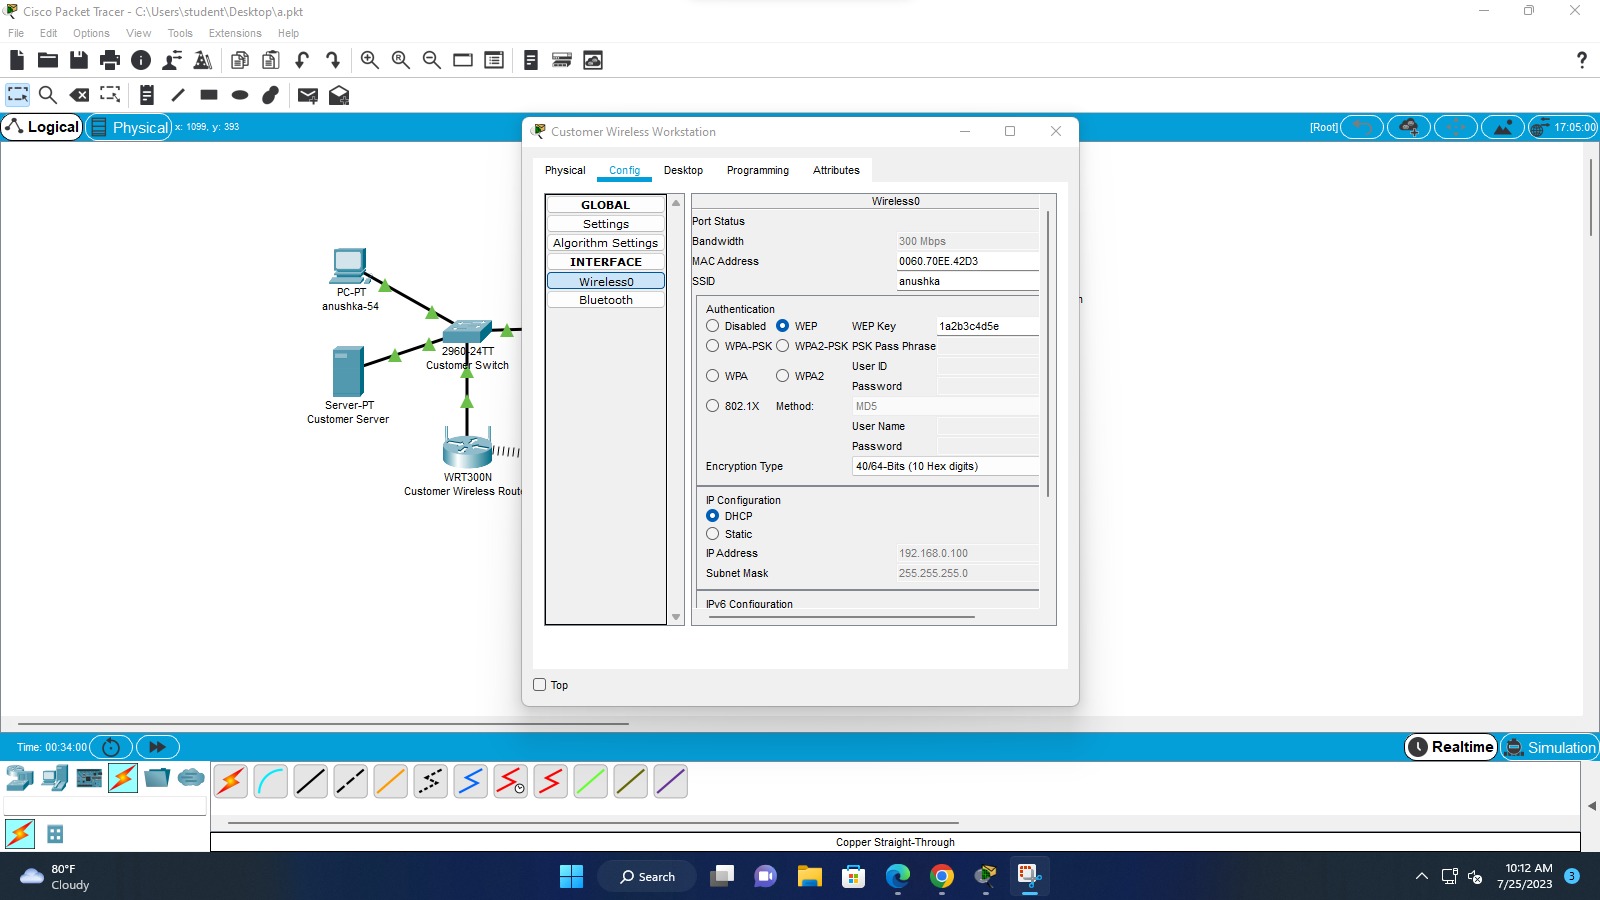 Cisco Packet Tracer - C:\Users\student\Desktop\a.pkt
File Edit Options View Tools Extensions Help
Logical
Physical
x: 1099, y: 393
[Root]
17:05:00
Customer Wireless Workstation
Physical Config Desktop Programming Attributes
GLOBAL
Settings
Algorithm Settings
INTERFACE
Wireless0
Bluetooth
Wireless0
Port Status
Bandwidth 300 Mbps
MAC Address 0060.70EE.42D3
SSID anushka
Authentication
Disabled WEP WEP Key 1a2b3c4d5e
WPA-PSK WPA2-PSK PSK Pass Phrase
User ID
WPA WPA2
Password
802.1X Method: MD5
User Name
Password
Encryption Type 40/64-Bits (10 Hex digits)
IP Configuration
DHCP
Static
IP Address 192.168.0.100
Subnet Mask 255.255.255.0
IPv6 Configuration
Top
PC-PT
anushka-54
2960-24TT
Customer Switch
Server-PT
Customer Server
WRT300N
Customer Wireless Rout
n
Time: 00:34:00
Realtime
Simulation
Copper Straight-Through
80°F
Cloudy
Search
10:12 AM
7/25/2023
3